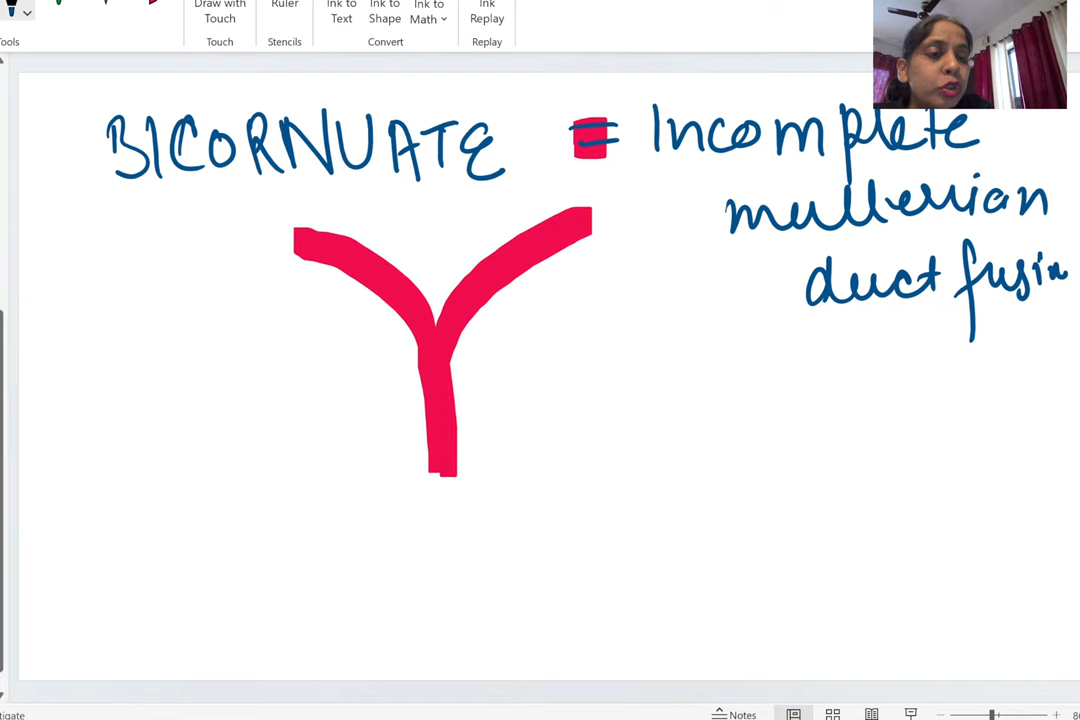 Draw with Touch
Ruler
Ink to Text
Ink to Shape
Ink to Math
Ink Replay
Touch
Stencils
Convert
Replay
BICORNUATE = Incomplete
mullerian
duct fusion
Notes